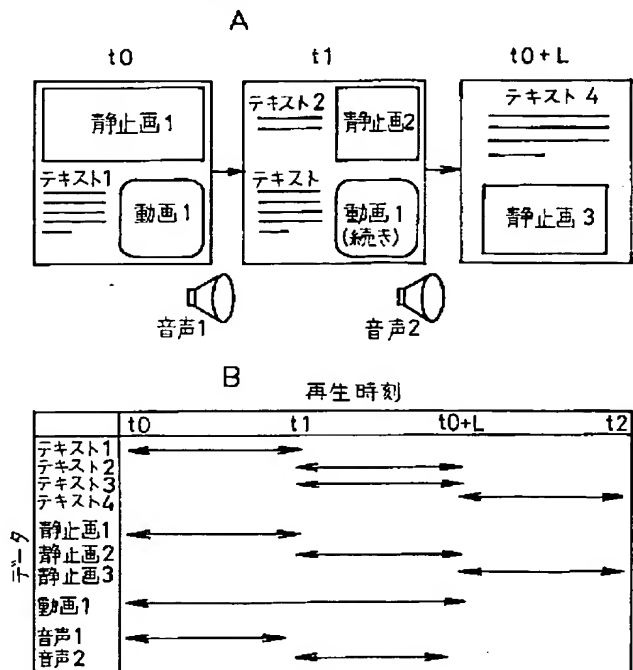 A
t0 t1 t0+L
静止画1
テキスト1
動画1
テキスト2
静止画2
テキスト
動画1
(続き)
テキスト4
静止画3
音声1
音声2
B
再生時刻
t0 t1 t0+L t2
データ
テキスト1
テキスト2
テキスト3
テキスト4
静止画1
静止画2
静止画3
動画1
音声1
音声2